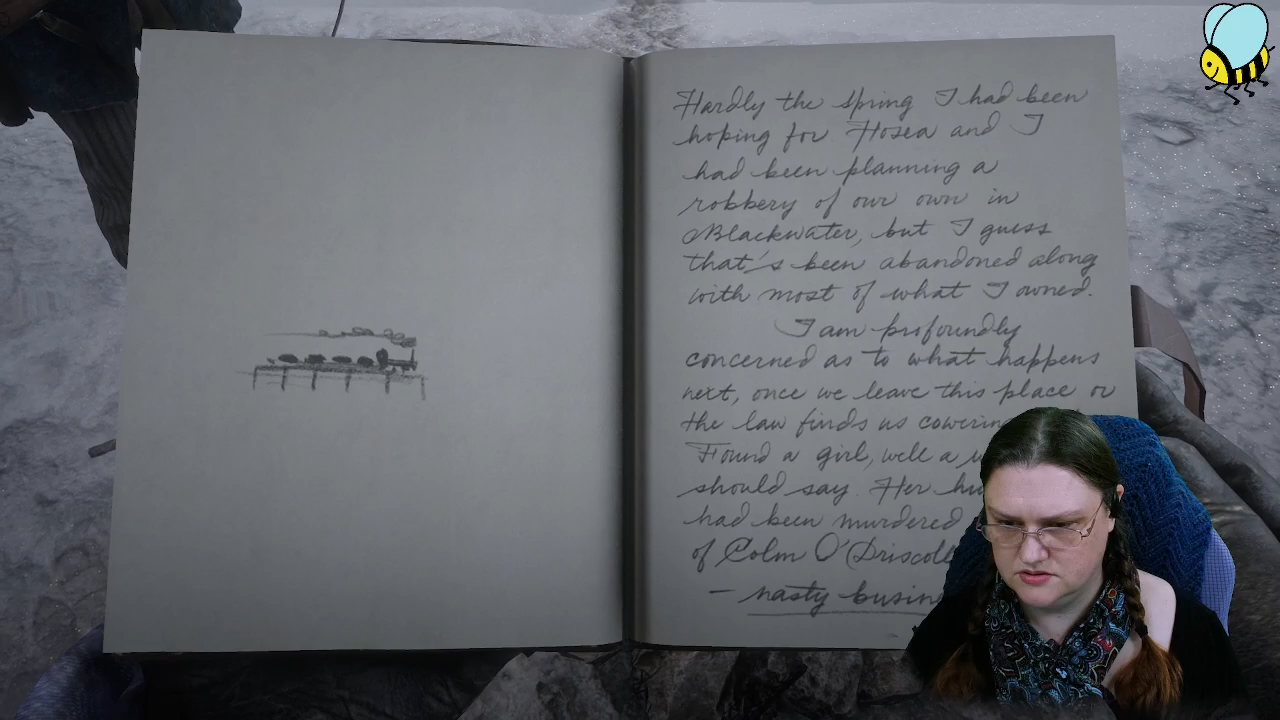 Hardly the spring I had been
hoping for Hosea and I
had been planning a
robbery of our own in
Blackwater, but I guess
that's been abandoned along
with most of what I owned.
I am profoundly
concerned as to what happens
next, once we leave this place or
the law finds us
Found a girl, well a
should say. Her
had been murdered
of Colm
– nasty